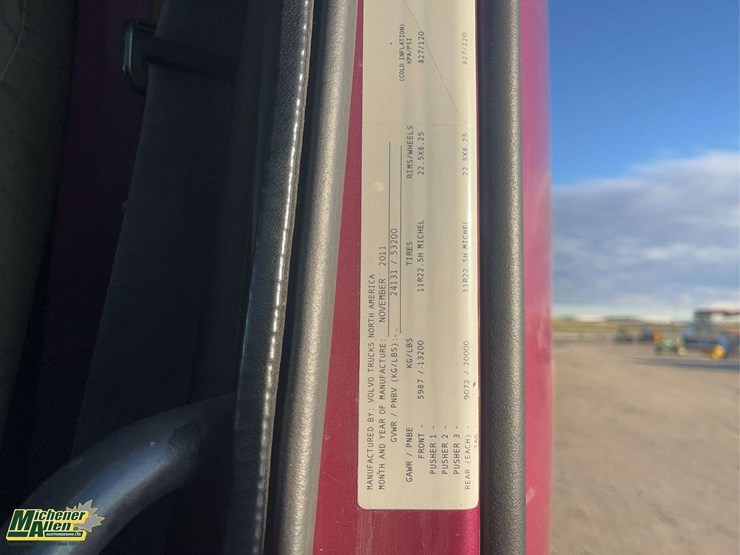 MANUFACTURED BY: VOLVO TRUCKS NORTH AMERICA
MONTH AND YEAR OF MANUFACTURE: NOVEMBER 2011
GVWR / PNBV (KG/LBS): 24131 / 53200
(COLD INFLATION)
GAWR / PNBE KG/LBS TIRES RIMS/WHEELS KPA/PSI
FRONT - 5987 / 13200 11R22.5H MICHEL 22.5X8.25 827/120
PUSHER 1 -
PUSHER 2 -
PUSHER 3 -
REAR (EACH) - 9072 / 20000 11R22.5H MICHEL 22.5X8.25 827/120
Michener
Allen
AUCTIONEERING LTD.